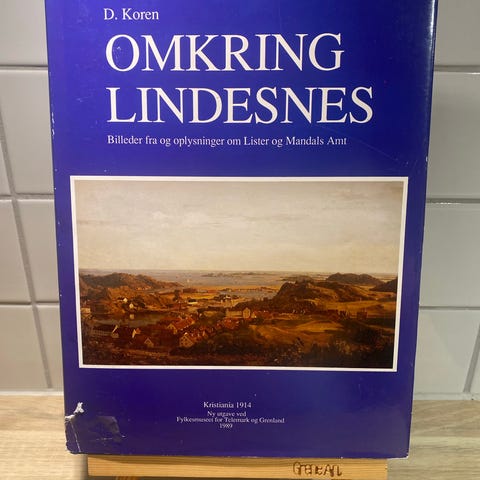 D. Koren
OMKRING
LINDESNES
Billeder fra og oplysninger om Lister og Mandals Amt
Kristiania 1914
Ny utgave ved
Fylkesmuseet for Telemark og Grenland
1989